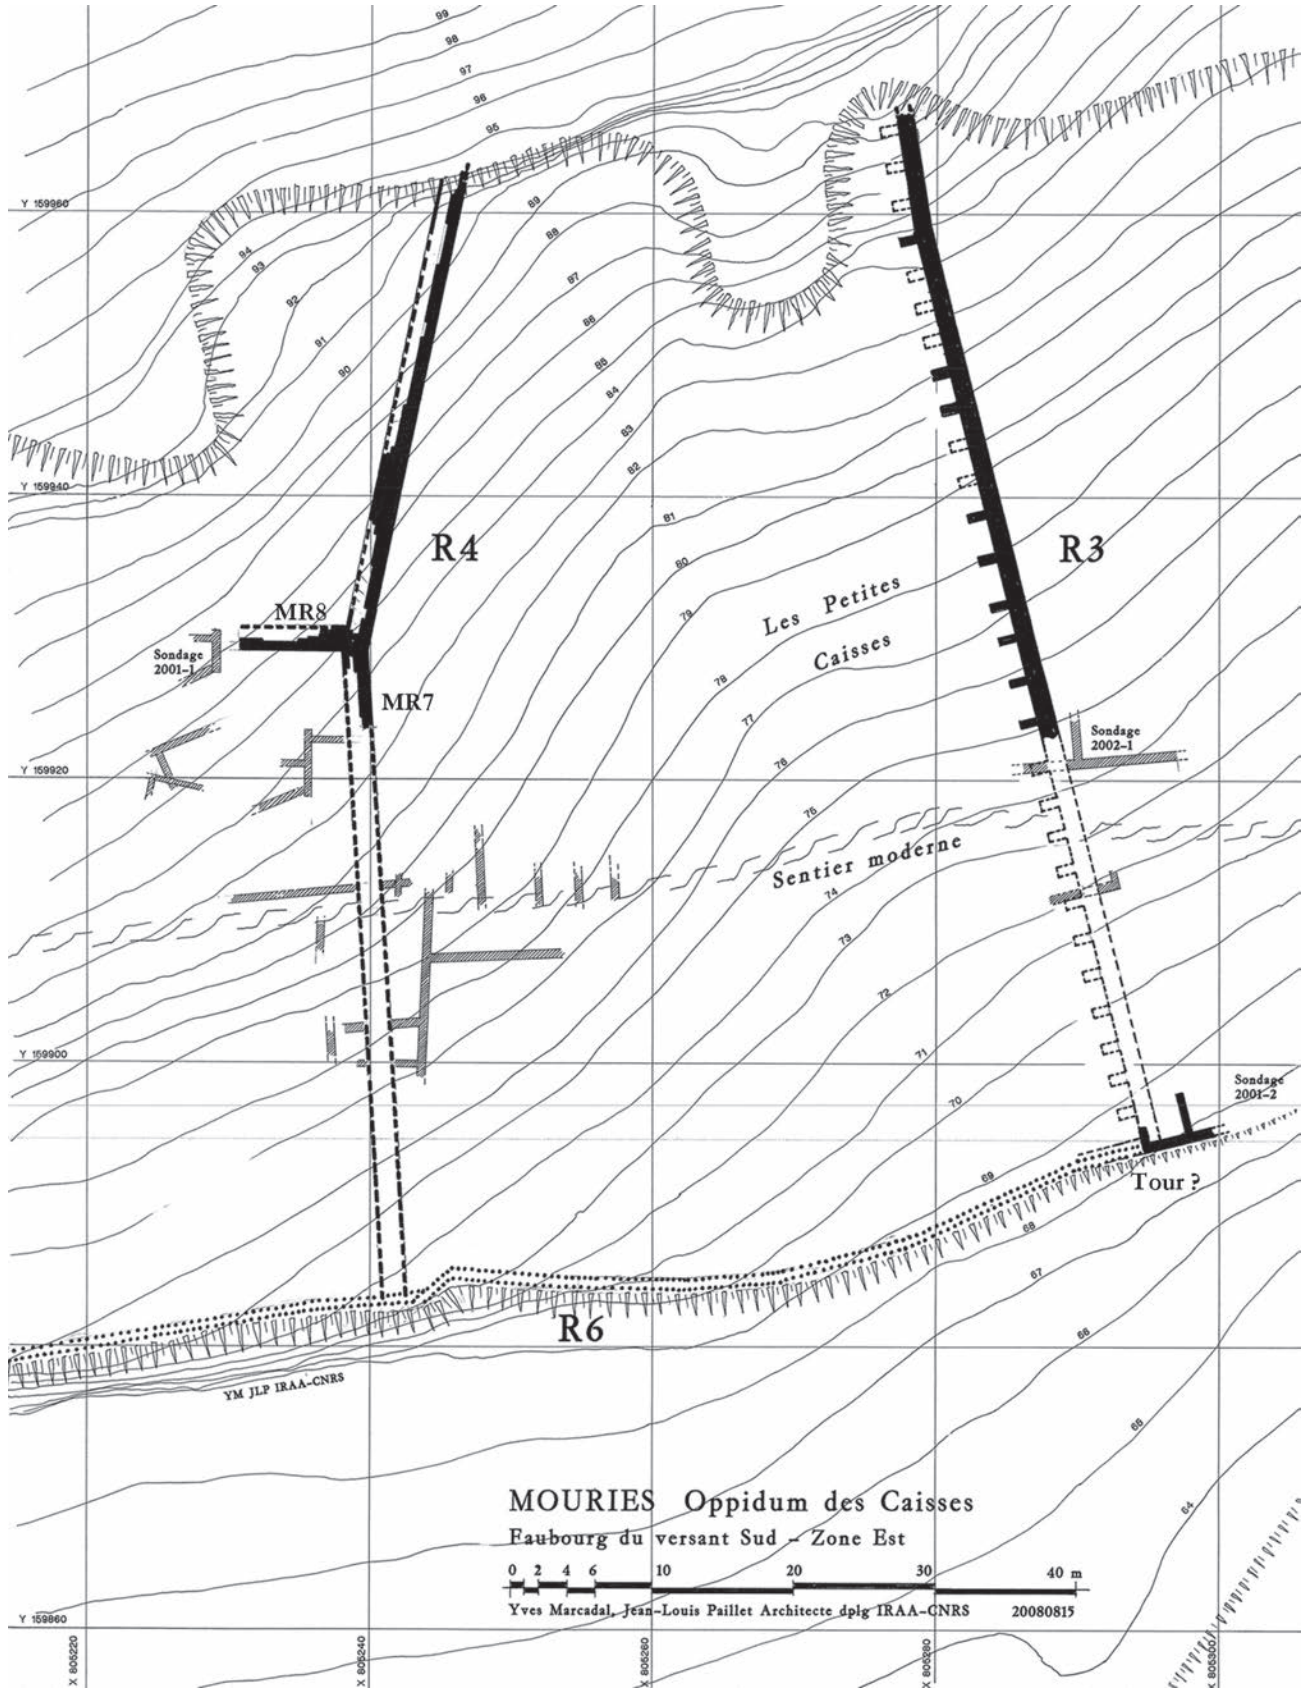 99
98
97
96
95
Y 159960
94
93
92
91
90
89
88
87
86
85
84
83
82
81
80
79
78
77
76
75
74
73
72
71
70
69
68
67
66
65
64
Y 159940
R4
R3
MR8
Sondage
2001-1
MR7
Les Petites
Caisses
Sondage
2002-1
Y 159920
Sentier moderne
Y 159900
Sondage
2001-2
Tour ?
R6
YM JLP IRAA-CNRS
MOURIES Oppidum des Caisses
Faubourg du versant Sud - Zone Est
0 2 4 6 10 20 30 40 m
Yves Marcadal, Jean-Louis Paillet Architecte dplg IRAA-CNRS 20080815
Y 159860
X 805220
X 805240
X 805260
X 805280
X 805300